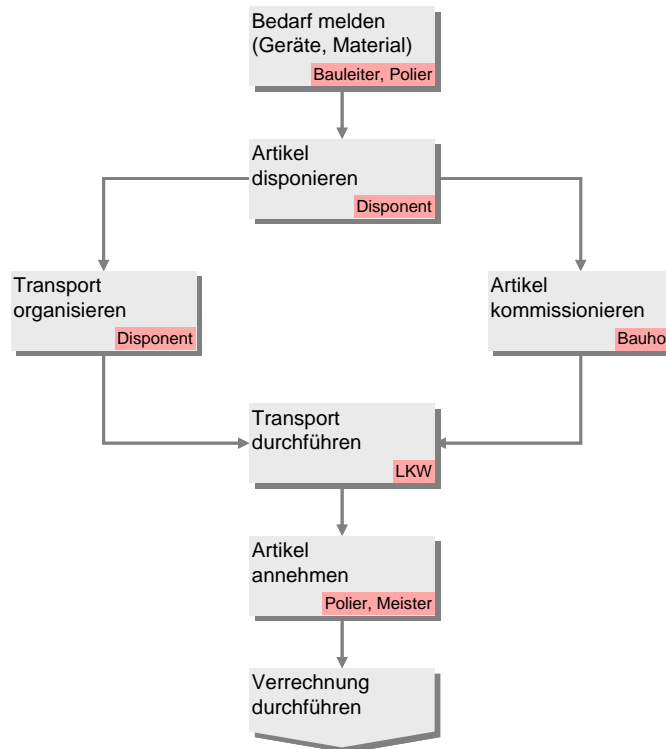 Bedarf melden
(Geräte, Material)
Bauleiter, Polier
Artikel
disponieren
Disponent
Transport
organisieren
Disponent
Artikel
kommissionieren
Bauho
Transport
durchführen
LKW
Artikel
annehmen
Polier, Meister
Verrechnung
durchführen